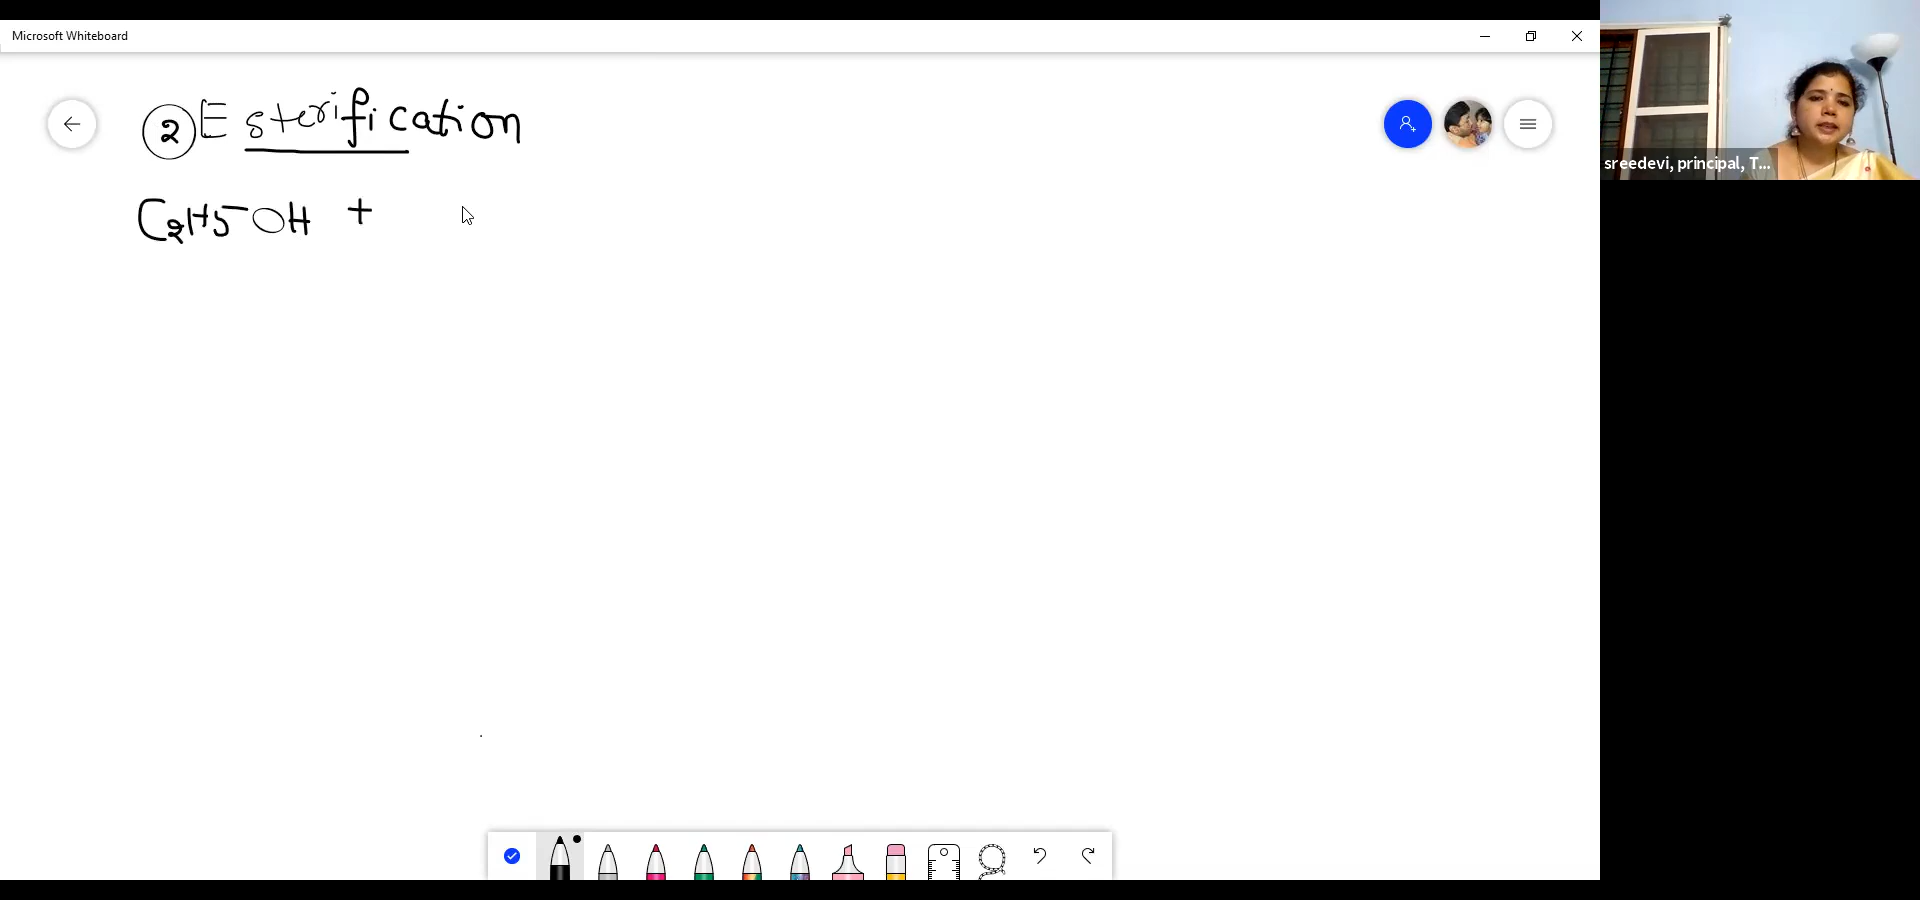 Microsoft Whiteboard
② Esterification
C2H5-OH +
sreedevi, principal, T...